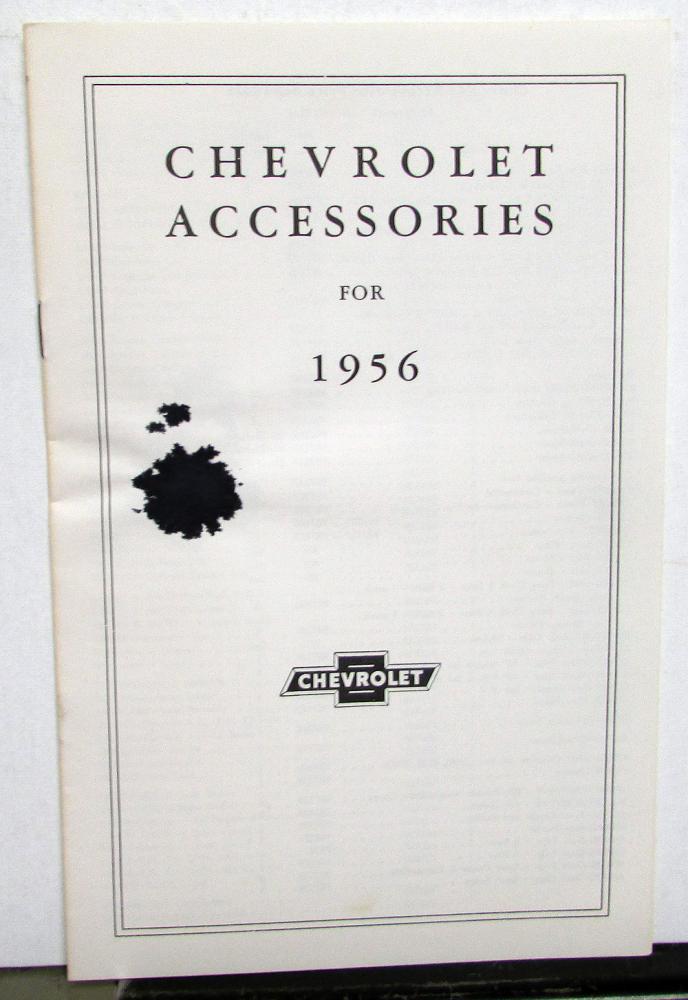 CHEVROLET
ACCESSORIES
FOR
1956
CHEVROLET